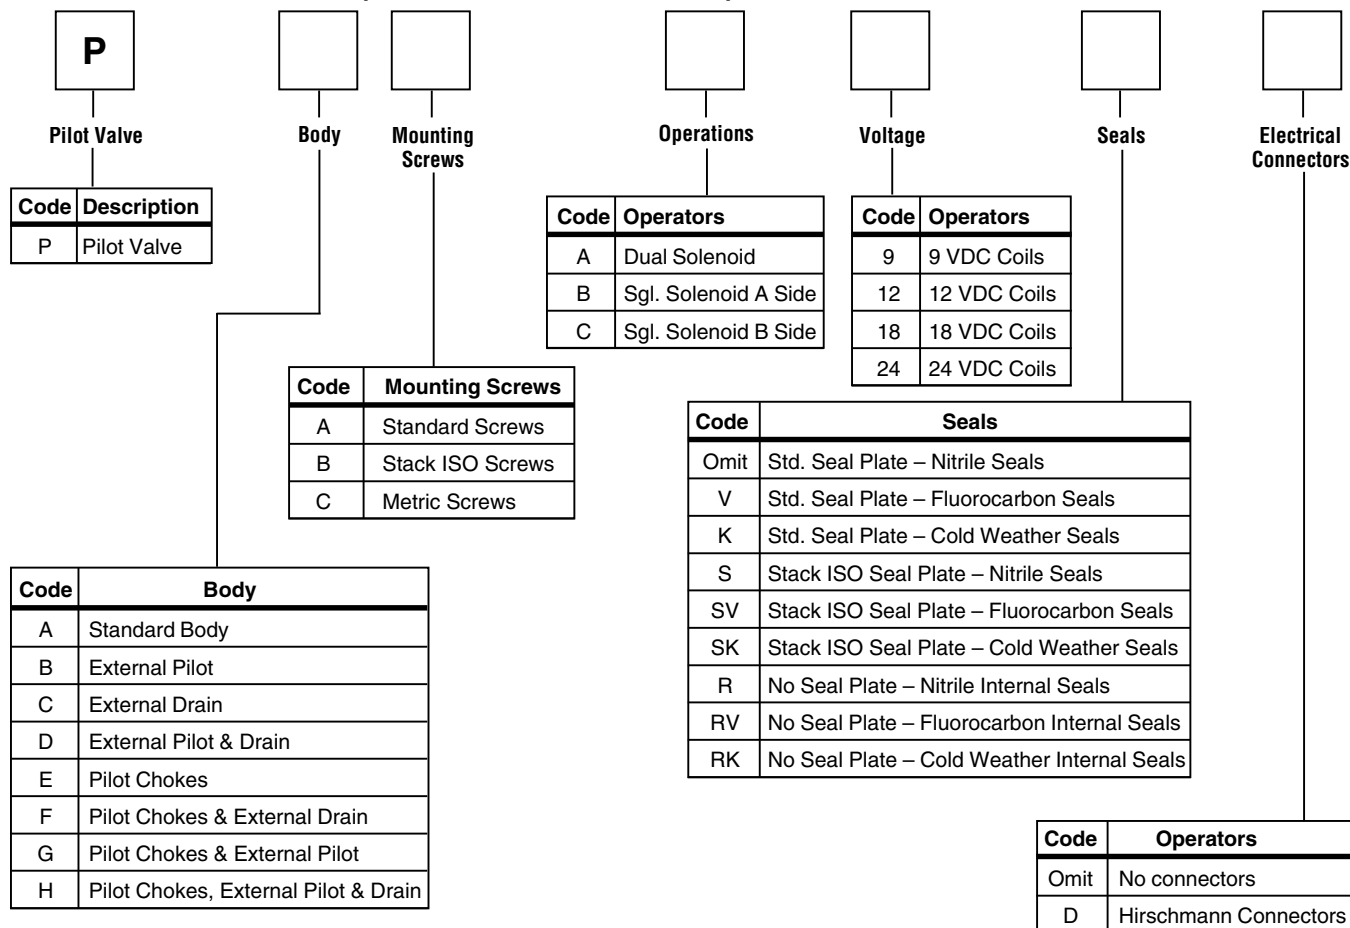 P
Pilot Valve
Body
Mounting
Screws
Operations
Voltage
Seals
Electrical
Connectors
Code Description
P Pilot Valve
Code Operators
A Dual Solenoid
B Sgl. Solenoid A Side
C Sgl. Solenoid B Side
Code Operators
9 9 VDC Coils
12 12 VDC Coils
18 18 VDC Coils
24 24 VDC Coils
Code Mounting Screws
A Standard Screws
B Stack ISO Screws
C Metric Screws
Code Seals
Omit Std. Seal Plate – Nitrile Seals
V Std. Seal Plate – Fluorocarbon Seals
K Std. Seal Plate – Cold Weather Seals
S Stack ISO Seal Plate – Nitrile Seals
SV Stack ISO Seal Plate – Fluorocarbon Seals
SK Stack ISO Seal Plate – Cold Weather Seals
R No Seal Plate – Nitrile Internal Seals
RV No Seal Plate – Fluorocarbon Internal Seals
RK No Seal Plate – Cold Weather Internal Seals
Code Body
A Standard Body
B External Pilot
C External Drain
D External Pilot & Drain
E Pilot Chokes
F Pilot Chokes & External Drain
G Pilot Chokes & External Pilot
H Pilot Chokes, External Pilot & Drain
Code Operators
Omit No connectors
D Hirschmann Connectors